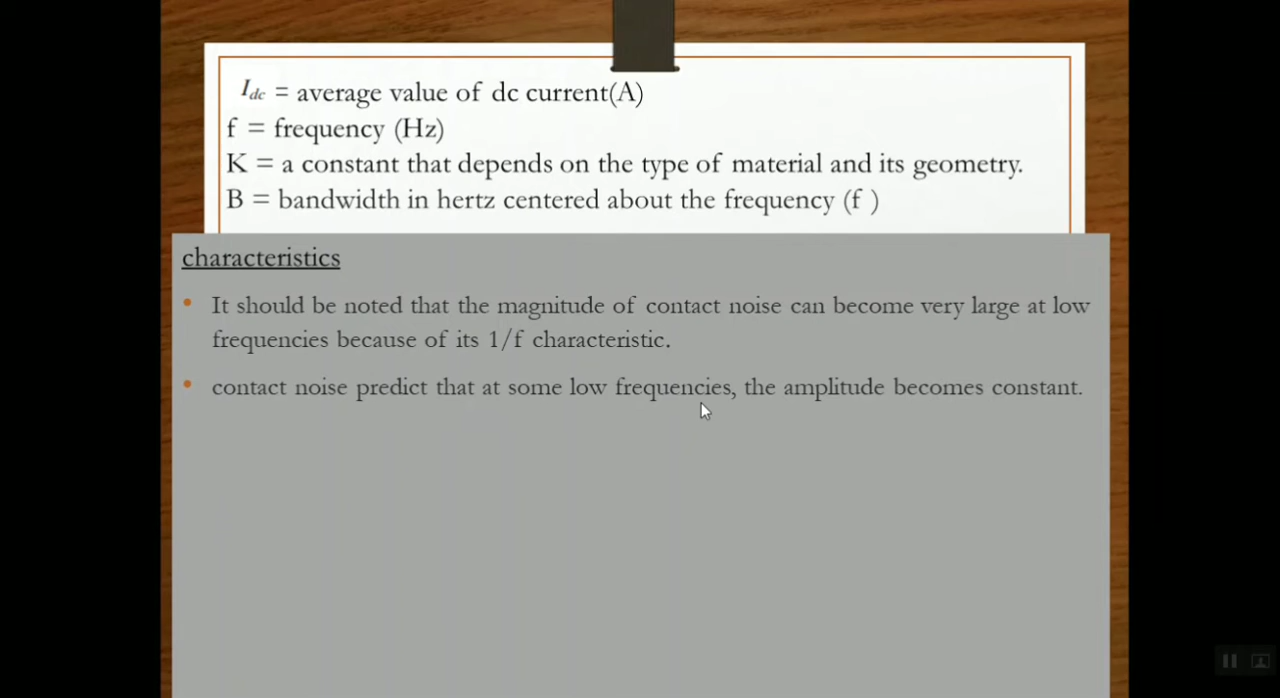 I_dc = average value of dc current(A)
f = frequency (Hz)
K = a constant that depends on the type of material and its geometry.
B = bandwidth in hertz centered about the frequency (f )
characteristics
• It should be noted that the magnitude of contact noise can become very large at low
frequencies because of its 1/f characteristic.
• contact noise predict that at some low frequencies, the amplitude becomes constant.